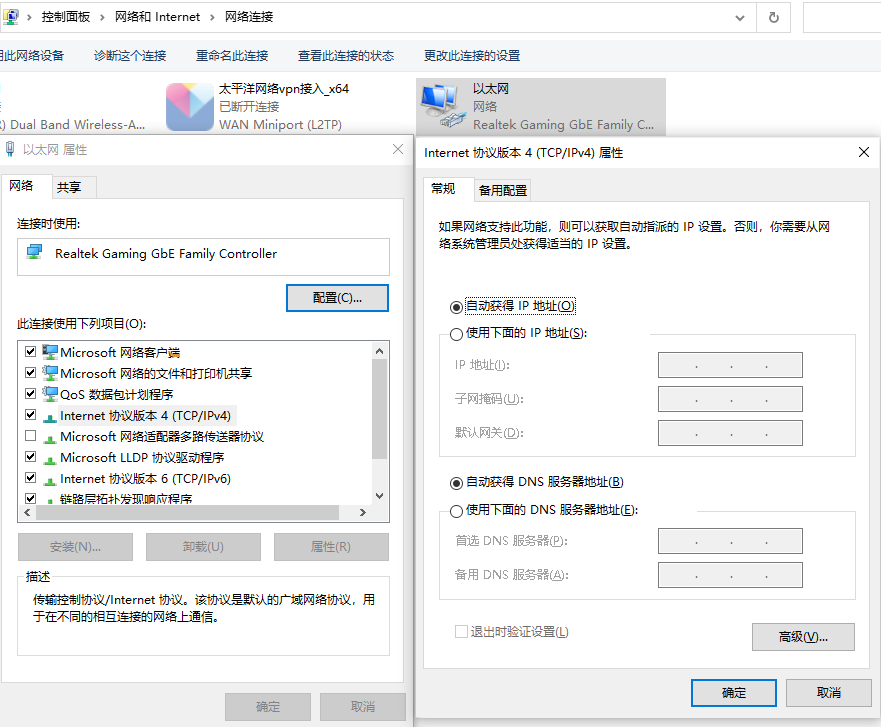 控制面板 › 网络和 Internet › 网络连接
用此网络设备 诊断这个连接 重命名此连接 查看此连接的状态 更改此连接的设置
) Dual Band Wireless-A...
太平洋网络vpn接入_x64
已断开连接
WAN Miniport (L2TP)
以太网
网络
Realtek Gaming GbE Family C...
以太网 属性
网络 共享
连接时使用:
Realtek Gaming GbE Family Controller
配置(C)...
此连接使用下列项目(O):
Microsoft 网络客户端
Microsoft 网络的文件和打印机共享
QoS 数据包计划程序
Internet 协议版本 4 (TCP/IPv4)
Microsoft 网络适配器多路传送器协议
Microsoft LLDP 协议驱动程序
Internet 协议版本 6 (TCP/IPv6)
链路层拓扑发现响应程序
安装(N)... 卸载(U) 属性(R)
描述
传输控制协议/Internet 协议。该协议是默认的广域网络协议，用
于在不同的相互连接的网络上通信。
确定 取消
Internet 协议版本 4 (TCP/IPv4) 属性
常规 备用配置
如果网络支持此功能，则可以获取自动指派的 IP 设置。否则，你需要从网
络系统管理员处获得适当的 IP 设置。
自动获得 IP 地址(O)
使用下面的 IP 地址(S):
IP 地址(I):
子网掩码(U):
默认网关(D):
自动获得 DNS 服务器地址(B)
使用下面的 DNS 服务器地址(E):
首选 DNS 服务器(P):
备用 DNS 服务器(A):
退出时验证设置(L)
高级(V)...
确定 取消